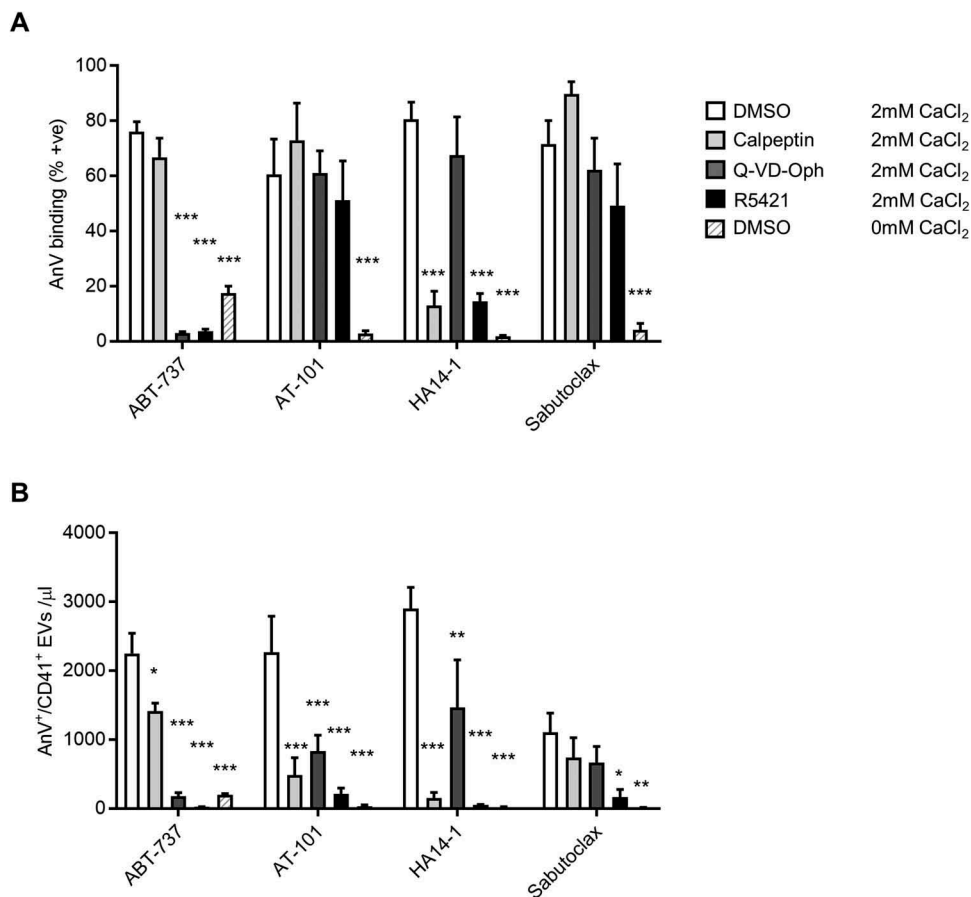 A
AnV binding (% +ve)
100
80
60
40
20
0
***
***
***
***
***
***
***
***
ABT-737
AT-101
HA14-1
Sabutoclax
DMSO 2mM CaCl₂
Calpeptin 2mM CaCl₂
Q-VD-Oph 2mM CaCl₂
R5421 2mM CaCl₂
DMSO 0mM CaCl₂
B
AnV⁺/CD41⁺ EVs /µl
4000
3000
2000
1000
0
*
***
***
***
***
***
***
***
***
**
***
***
*
**
ABT-737
AT-101
HA14-1
Sabutoclax